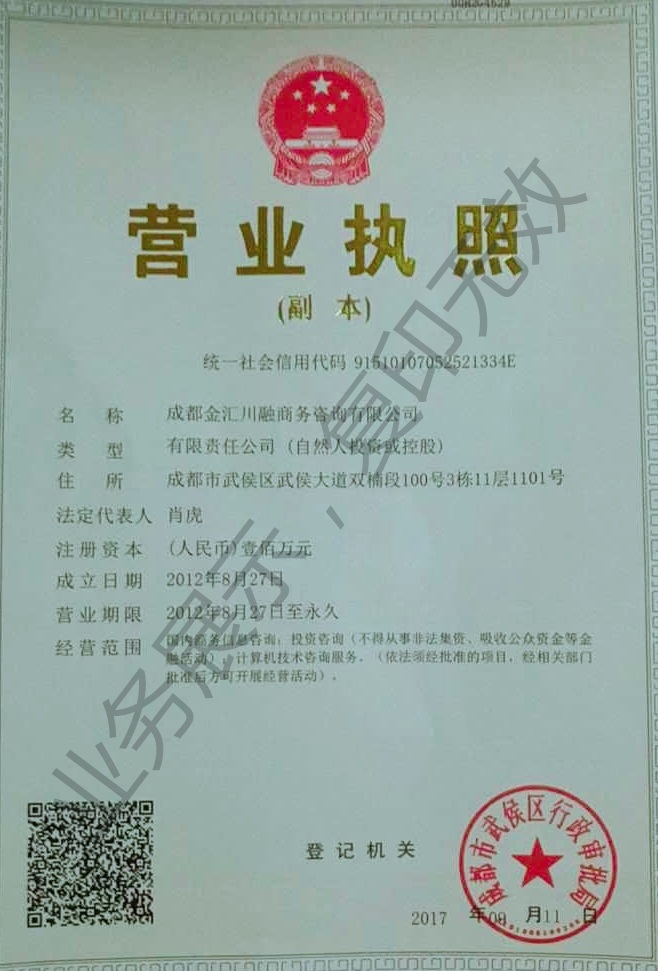 营业执照
(副 本)
统一社会信用代码 91510107052521334E
名 称 成都金汇川融商务咨询有限公司
类 型 有限责任公司(自然人投资或控股)
住 所 成都市武侯区武侯大道双楠段100号3栋11层1101号
法定代表人 肖虎
注册资本 (人民币)壹佰万元
成立日期 2012年8月27日
营业期限 2012年8月27日至永久
经营范围 国内商务信息咨询;投资咨询(不得从事非法集资、吸收公众资金等金
融活动);计算机技术咨询服务。(依法须经批准的项目,经相关部门
批准后方可开展经营活动)。
业务展示,复印无效
登记机关
成都市武侯区行政审批局
2017 年09 月11 日